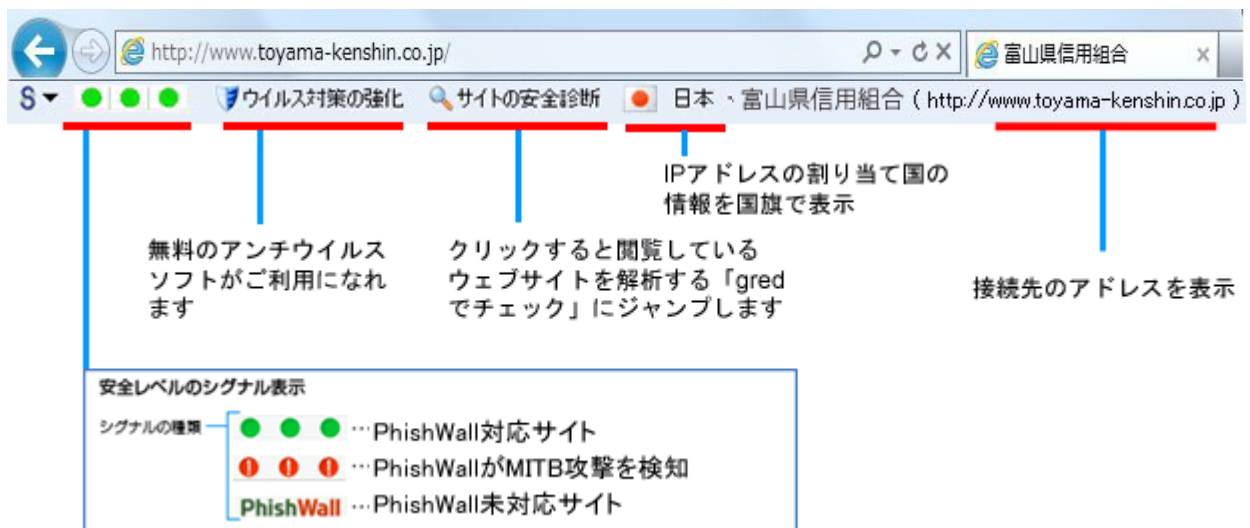 http://www.toyama-kenshin.co.jp/ 富山県信用組合
S ウイルス対策の強化 サイトの安全診断 日本 、富山県信用組合 ( http://www.toyama-kenshin.co.jp )
IPアドレスの割り当て国の
情報を国旗で表示
無料のアンチウイルス
ソフトがご利用になれ
ます
クリックすると閲覧している
ウェブサイトを解析する「gred
でチェック」にジャンプします
接続先のアドレスを表示
安全レベルのシグナル表示
シグナルの種類
…PhishWall対応サイト
…PhishWallがMITB攻撃を検知
PhishWall …PhishWall未対応サイト